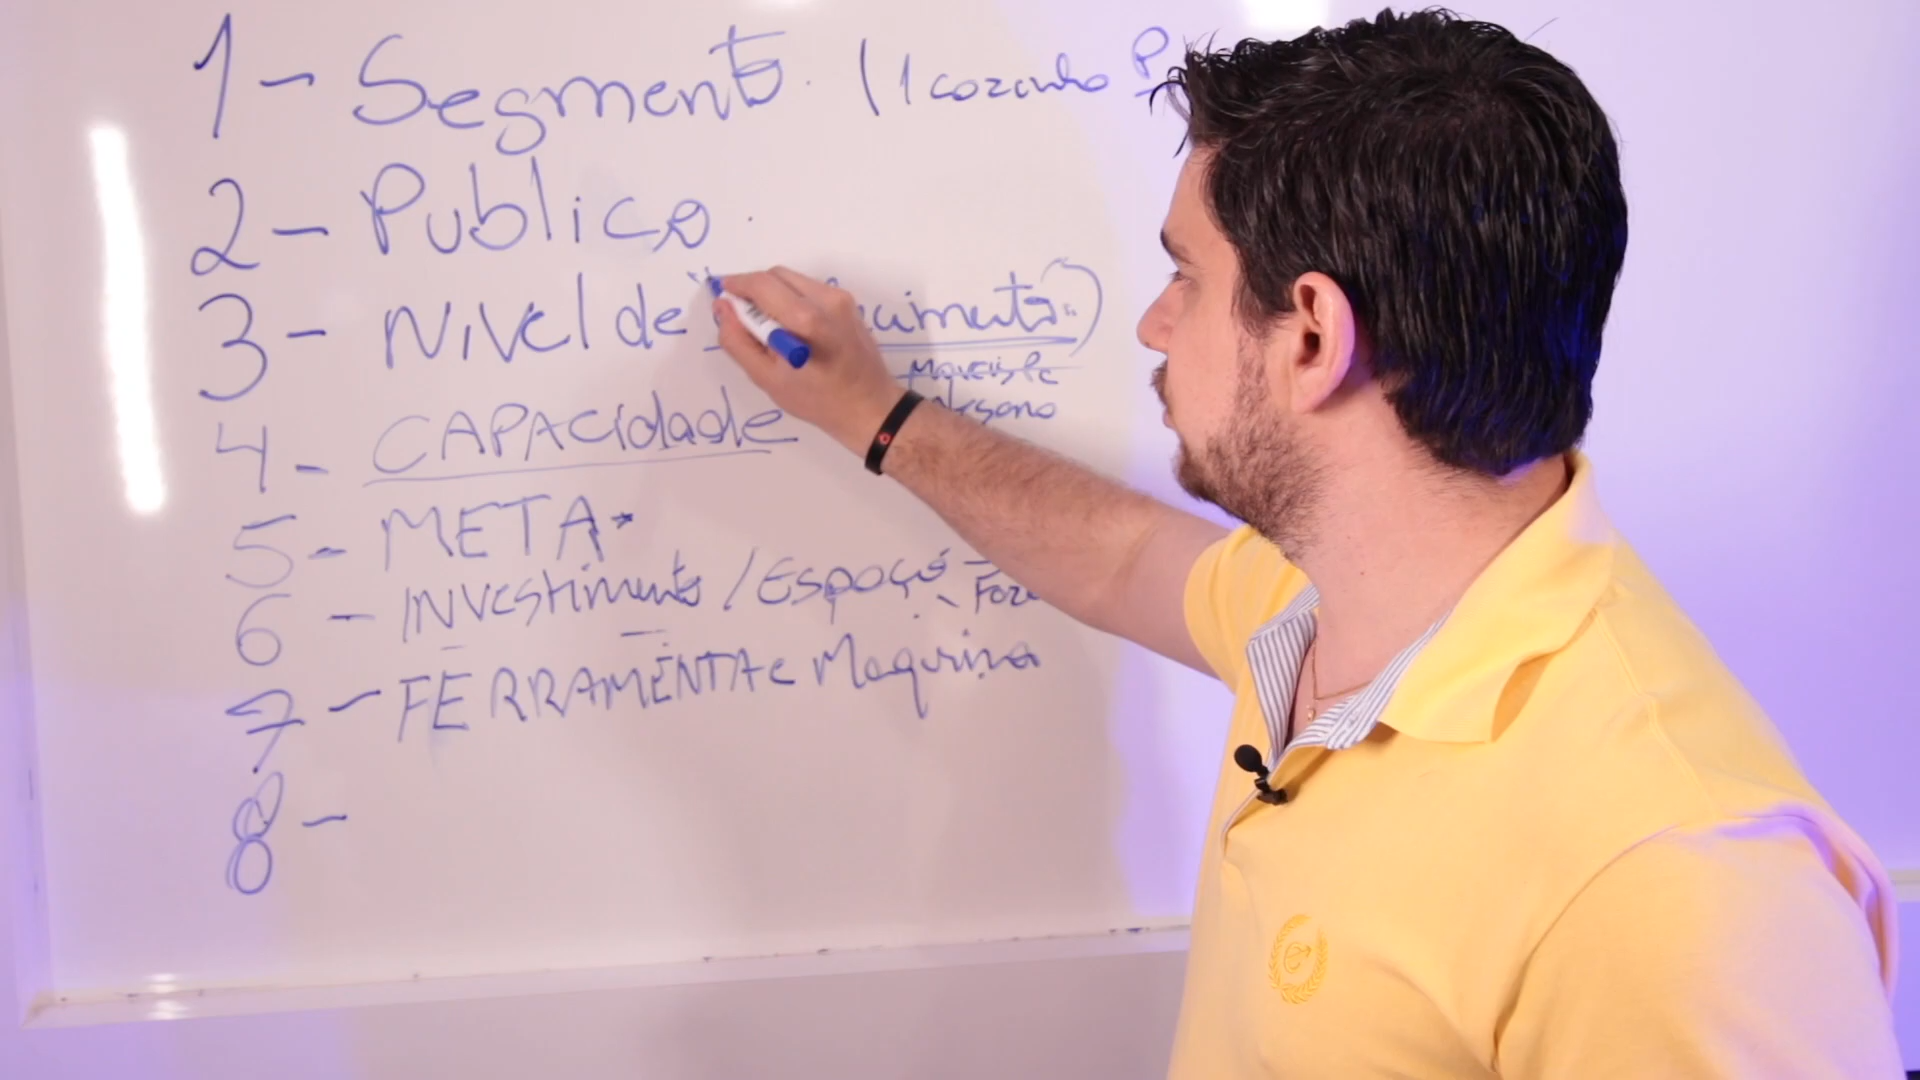 1 - Segmento. (1 cozinha P
2 - Publico.
3 - Nivel de
4 - CAPAcidade
5 - META
6 - INVestimento / Espaço -
7 - FERRAMENTA e Maquina
8 -